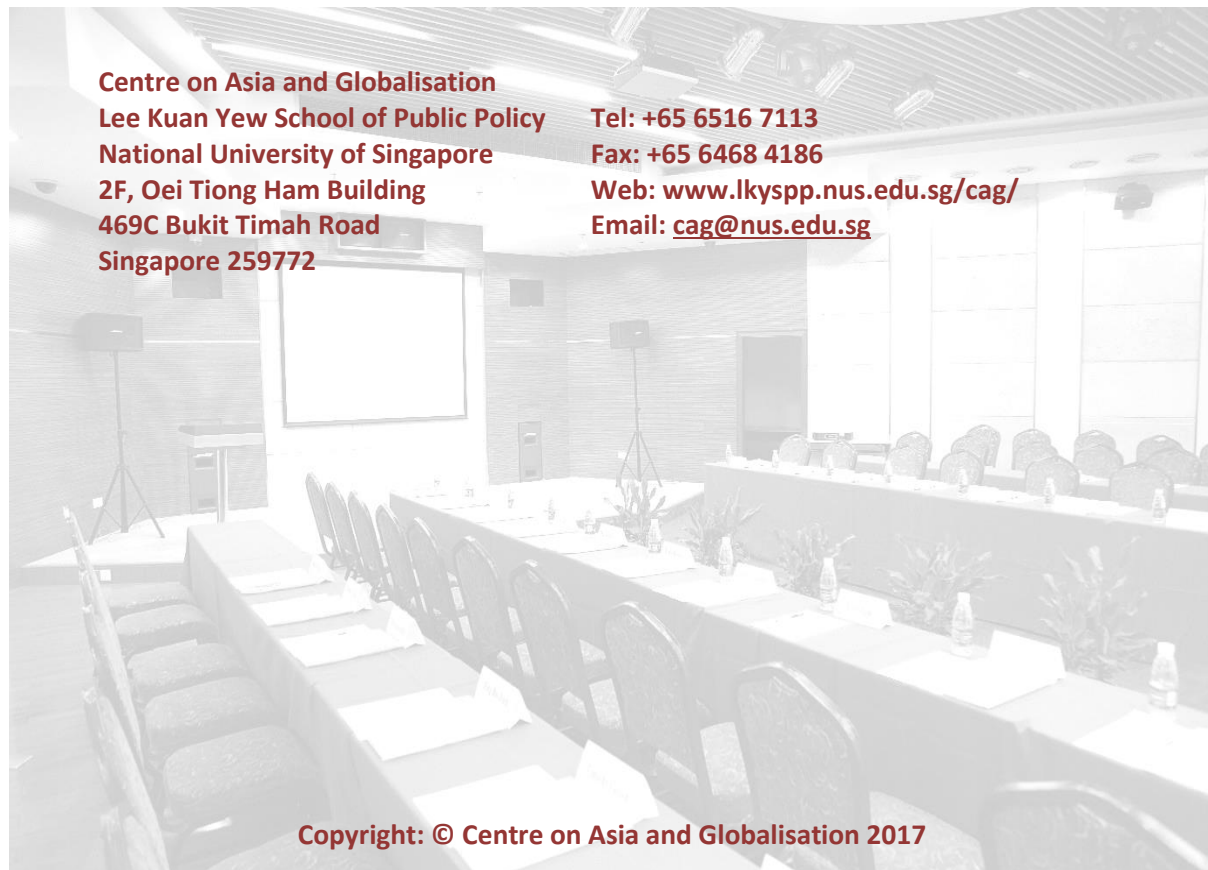 Centre on Asia and Globalisation
Lee Kuan Yew School of Public Policy
National University of Singapore
2F, Oei Tiong Ham Building
469C Bukit Timah Road
Singapore 259772
Tel: +65 6516 7113
Fax: +65 6468 4186
Web: www.lkyspp.nus.edu.sg/cag/
Email: cag@nus.edu.sg
Copyright: © Centre on Asia and Globalisation 2017